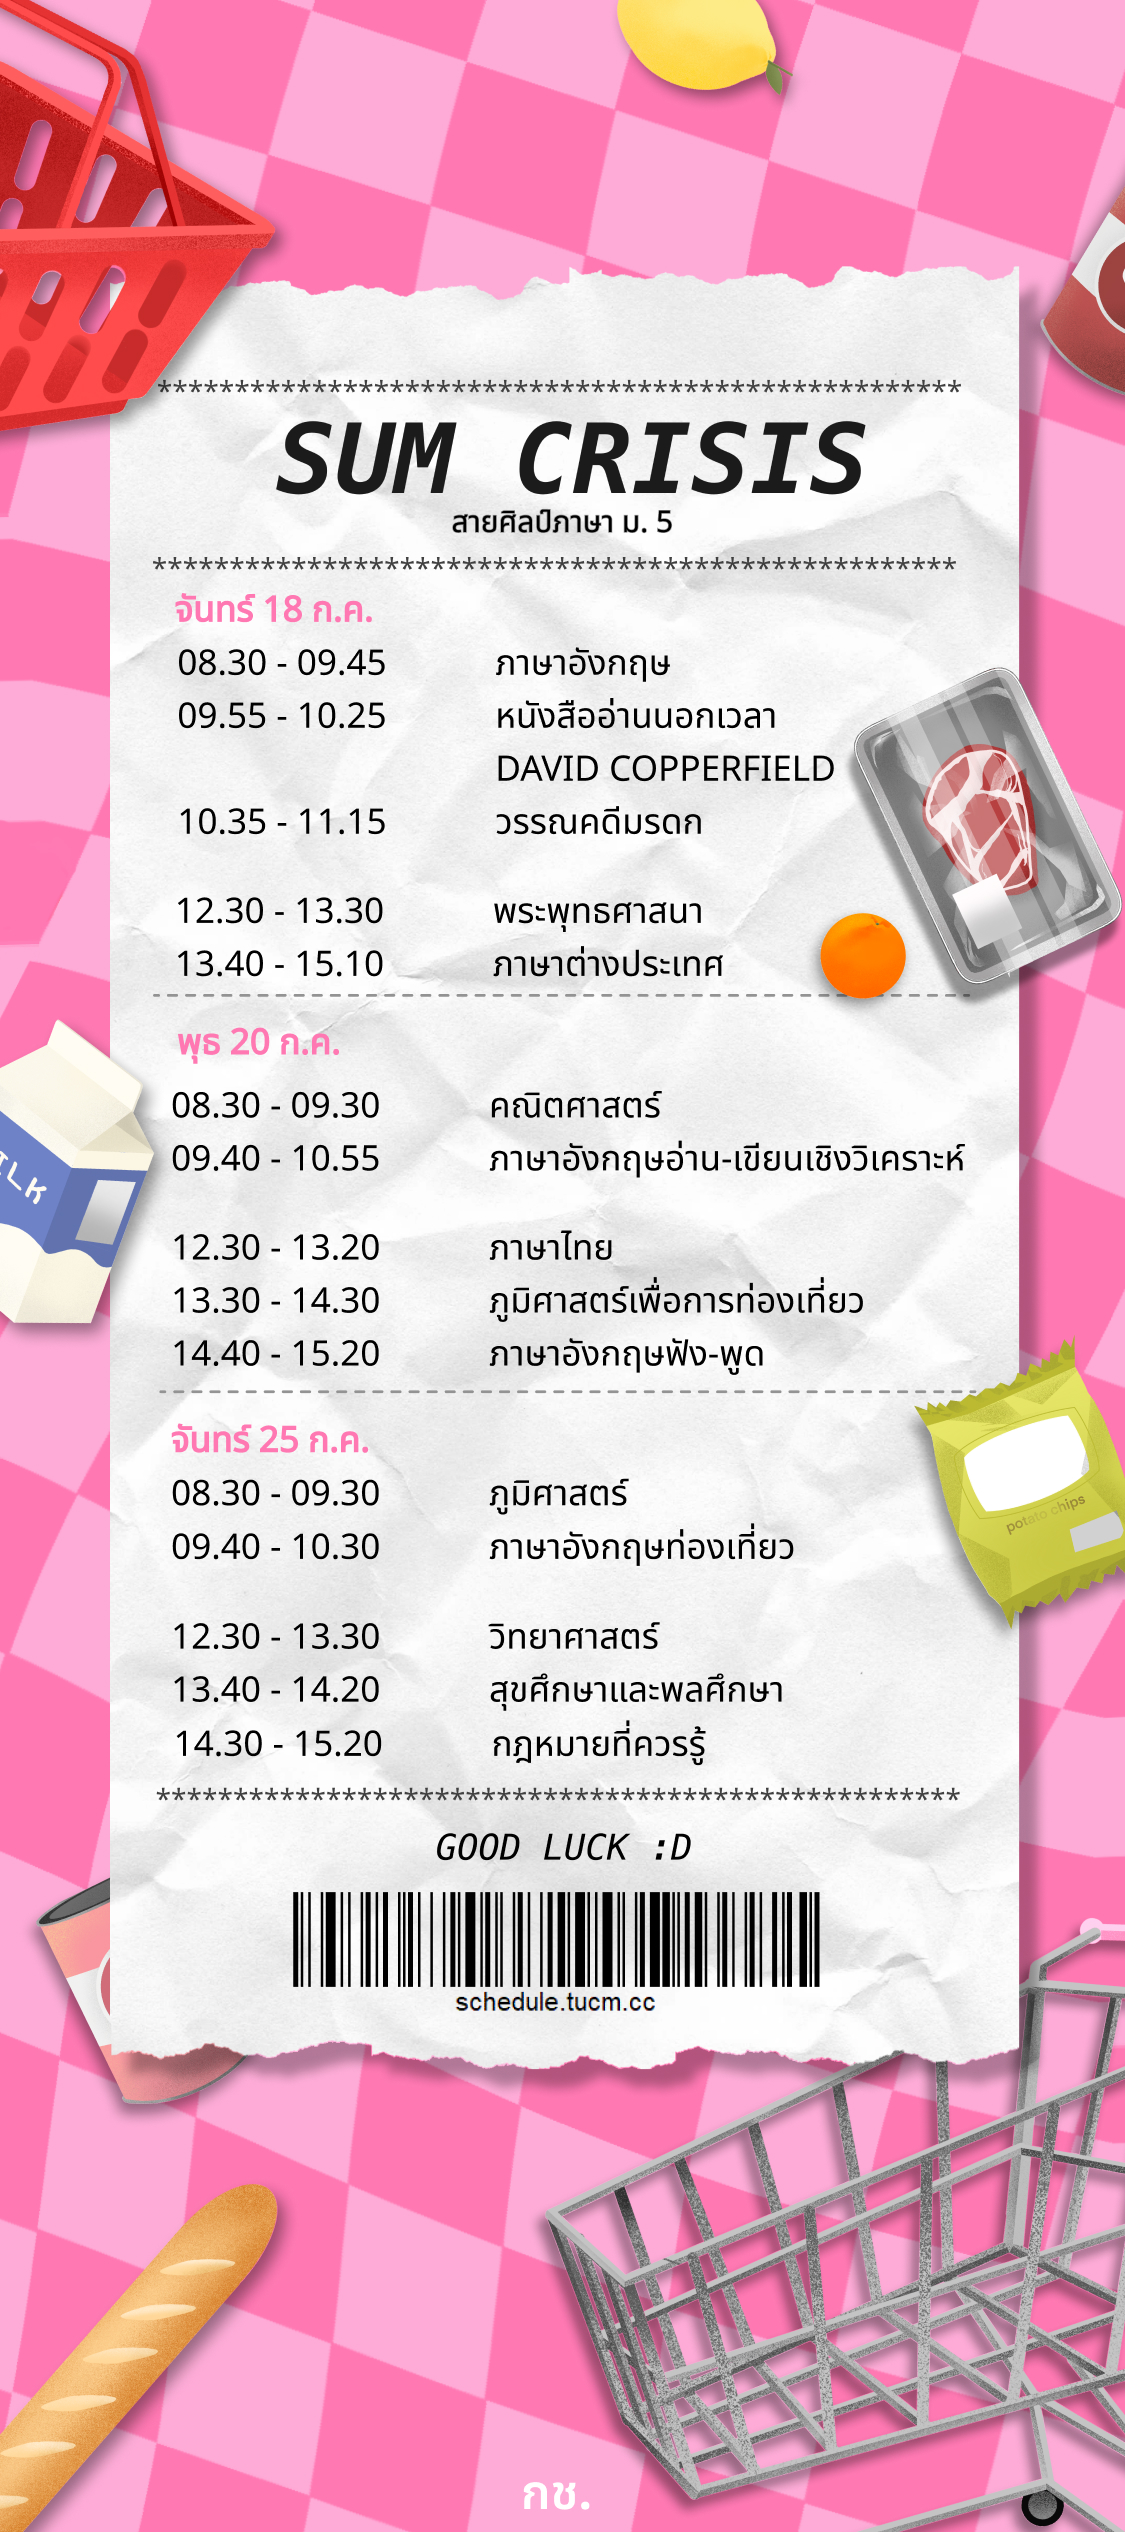 ****************************************************
SUM CRISIS
สายศิลป์ภาษา ม. 5
****************************************************
จันทร์ 18 ก.ค.
08.30 - 09.45 ภาษาอังกฤษ
09.55 - 10.25 หนังสืออ่านนอกเวลา
DAVID COPPERFIELD
10.35 - 11.15 วรรณคดีมรดก
12.30 - 13.30 พระพุทธศาสนา
13.40 - 15.10 ภาษาต่างประเทศ
พุธ 20 ก.ค.
08.30 - 09.30 คณิตศาสตร์
09.40 - 10.55 ภาษาอังกฤษอ่าน-เขียนเชิงวิเคราะห์
12.30 - 13.20 ภาษาไทย
13.30 - 14.30 ภูมิศาสตร์เพื่อการท่องเที่ยว
14.40 - 15.20 ภาษาอังกฤษฟัง-พูด
จันทร์ 25 ก.ค.
08.30 - 09.30 ภูมิศาสตร์
09.40 - 10.30 ภาษาอังกฤษท่องเที่ยว
12.30 - 13.30 วิทยาศาสตร์
13.40 - 14.20 สุขศึกษาและพลศึกษา
14.30 - 15.20 กฎหมายที่ควรรู้
****************************************************
GOOD LUCK :D
schedule.tucm.cc
potato chips
กช.